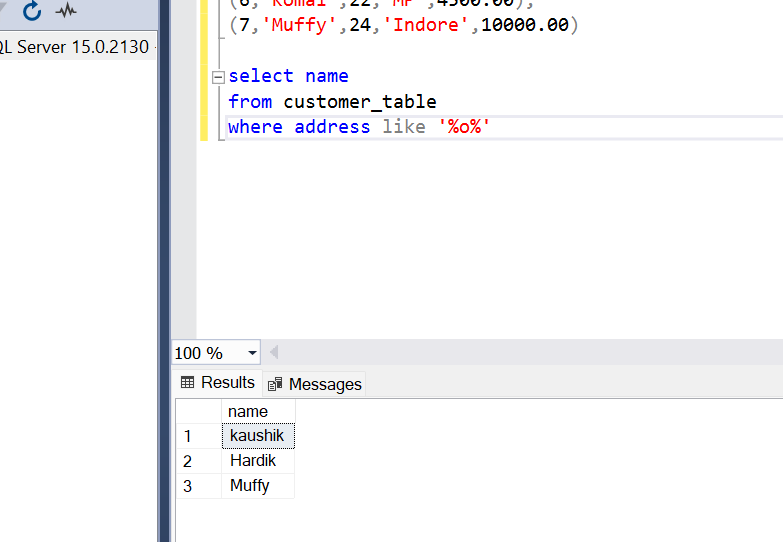 QL Server 15.0.2130
(6,'Komal',22,'MP',4500.00),
(7,'Muffy',24,'Indore',10000.00)
select name
from customer_table
where address like '%o%'
100 %
Results Messages
name
1 kaushik
2 Hardik
3 Muffy